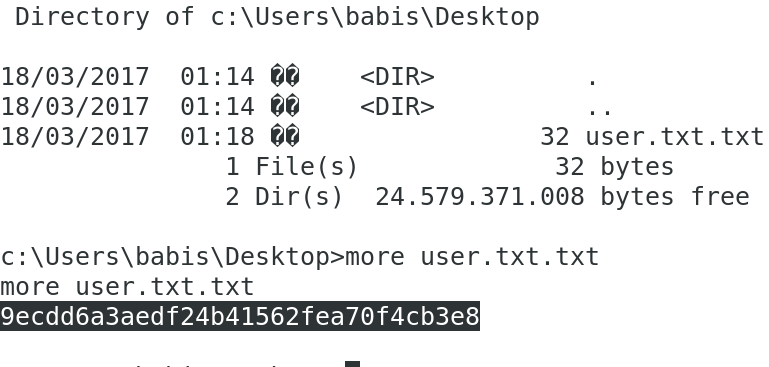 Directory of c:\Users\babis\Desktop
18/03/2017  01:14 ��    <DIR>          .
18/03/2017  01:14 ��    <DIR>          ..
18/03/2017  01:18 ��                32 user.txt.txt
1 File(s)             32 bytes
2 Dir(s)  24.579.371.008 bytes free
c:\Users\babis\Desktop>more user.txt.txt
more user.txt.txt
9ecdd6a3aedf24b41562fea70f4cb3e8